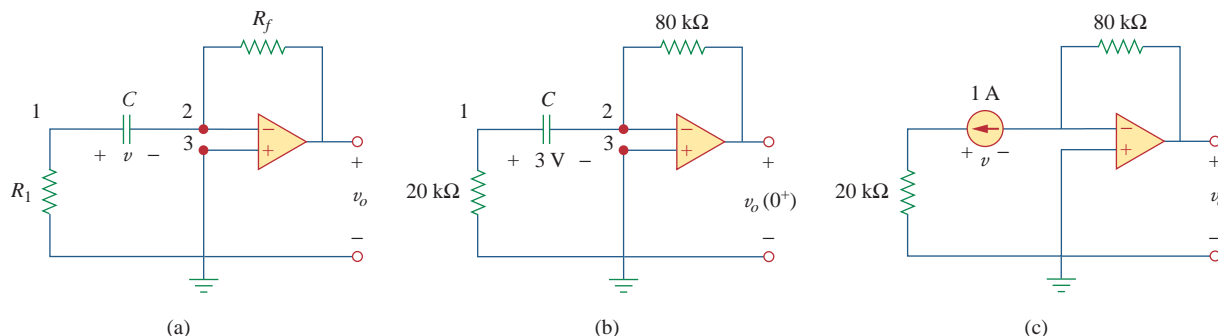 R_f
1
C
2
3
+ v −
−
+
R_1
+
v_o
−
(a)
80 kΩ
1
C
2
3
+ 3 V −
−
+
20 kΩ
+
v_o (0^+)
−
(b)
80 kΩ
1 A
+ v −
−
+
20 kΩ
+
−
(c)